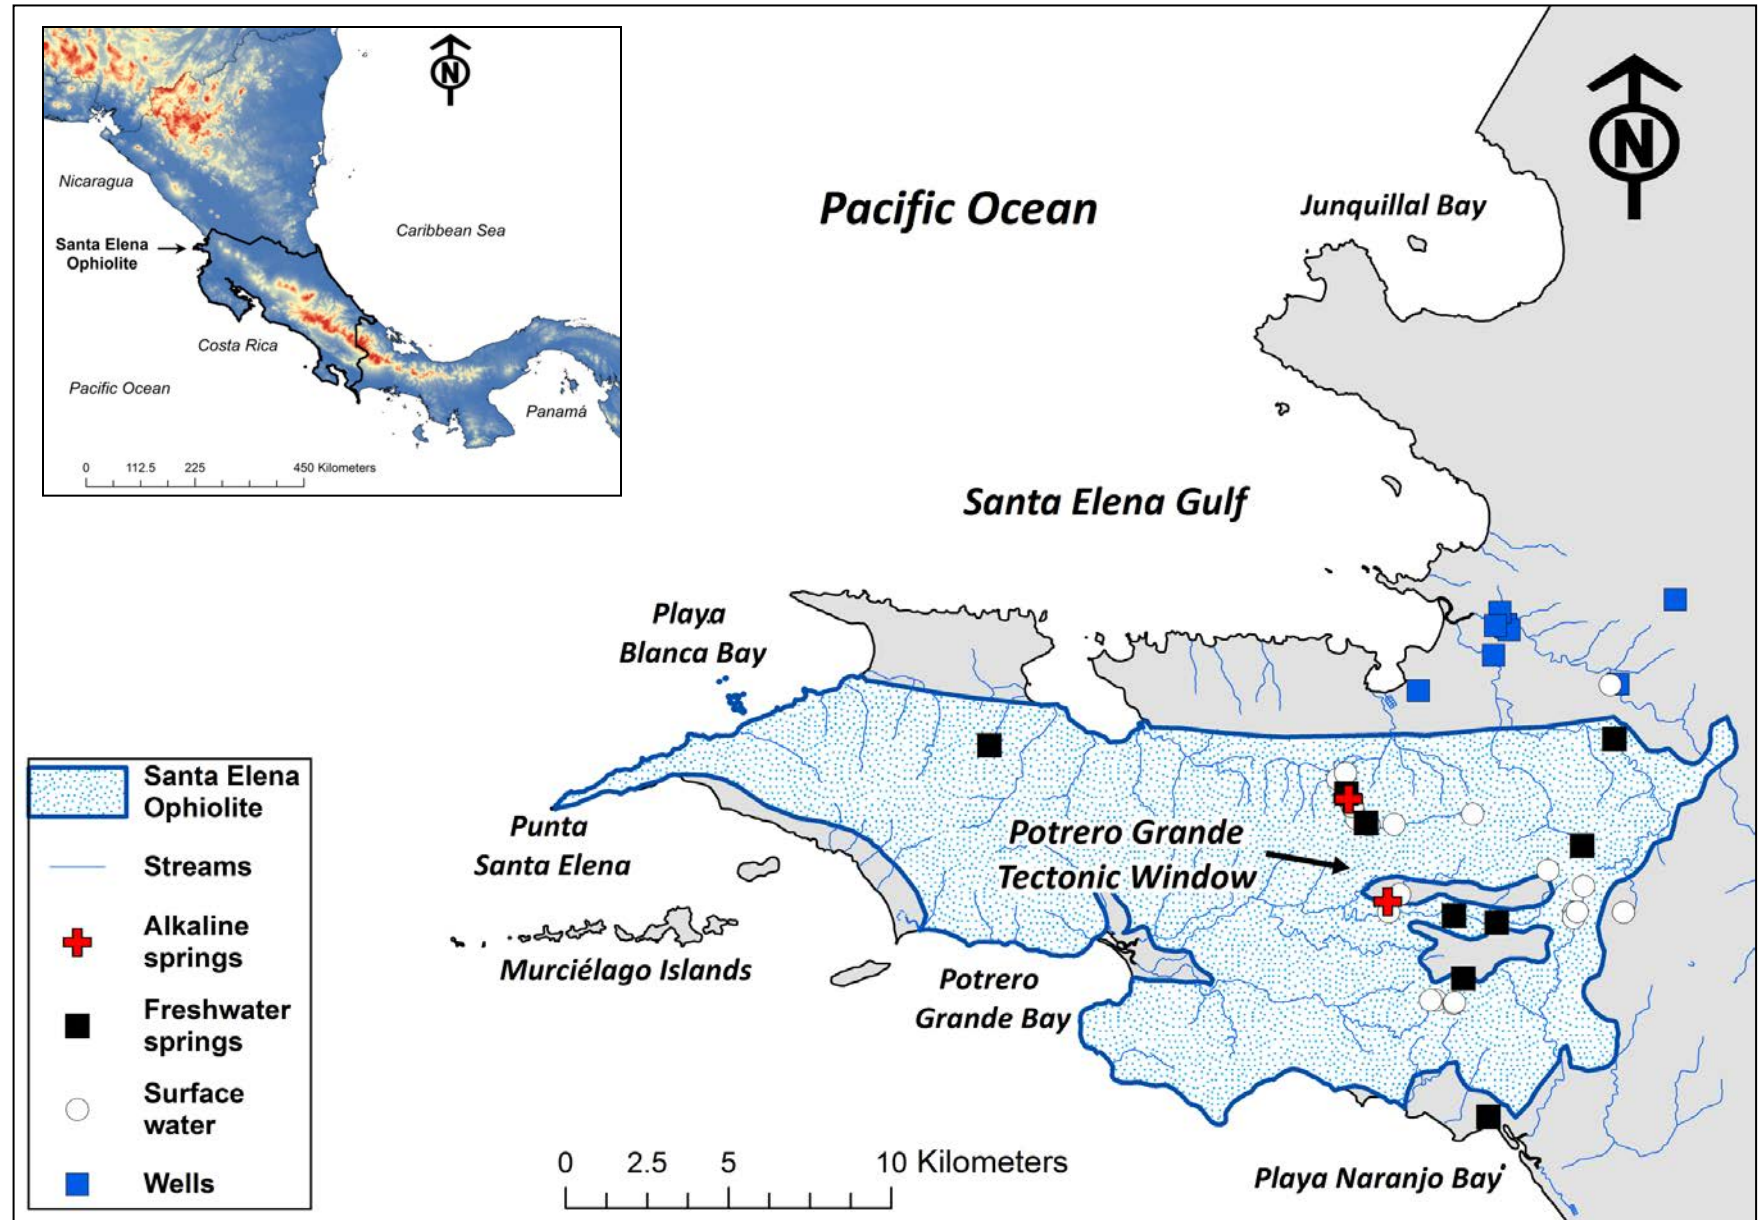 N
Nicaragua
Caribbean Sea
Santa Elena
Ophiolite
Costa Rica
Pacific Ocean
Panamá
0 112.5 225 450 Kilometers
N
Pacific Ocean
Junquillal Bay
Santa Elena Gulf
Playa
Blanca Bay
Punta
Santa Elena
Potrero Grande
Tectonic Window
Murciélago Islands
Potrero
Grande Bay
Playa Naranjo Bay
Santa Elena
Ophiolite
Streams
Alkaline
springs
Freshwater
springs
Surface
water
Wells
0 2.5 5 10 Kilometers